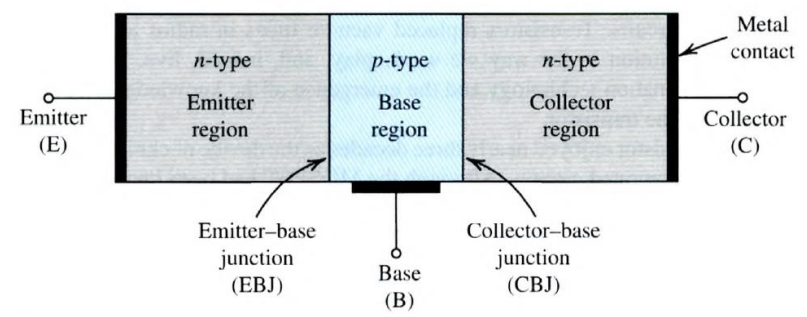 n-type
Emitter
region
p-type
Base
region
n-type
Collector
region
Metal
contact
Emitter
(E)
Collector
(C)
Emitter–base
junction
(EBJ)
Base
(B)
Collector–base
junction
(CBJ)